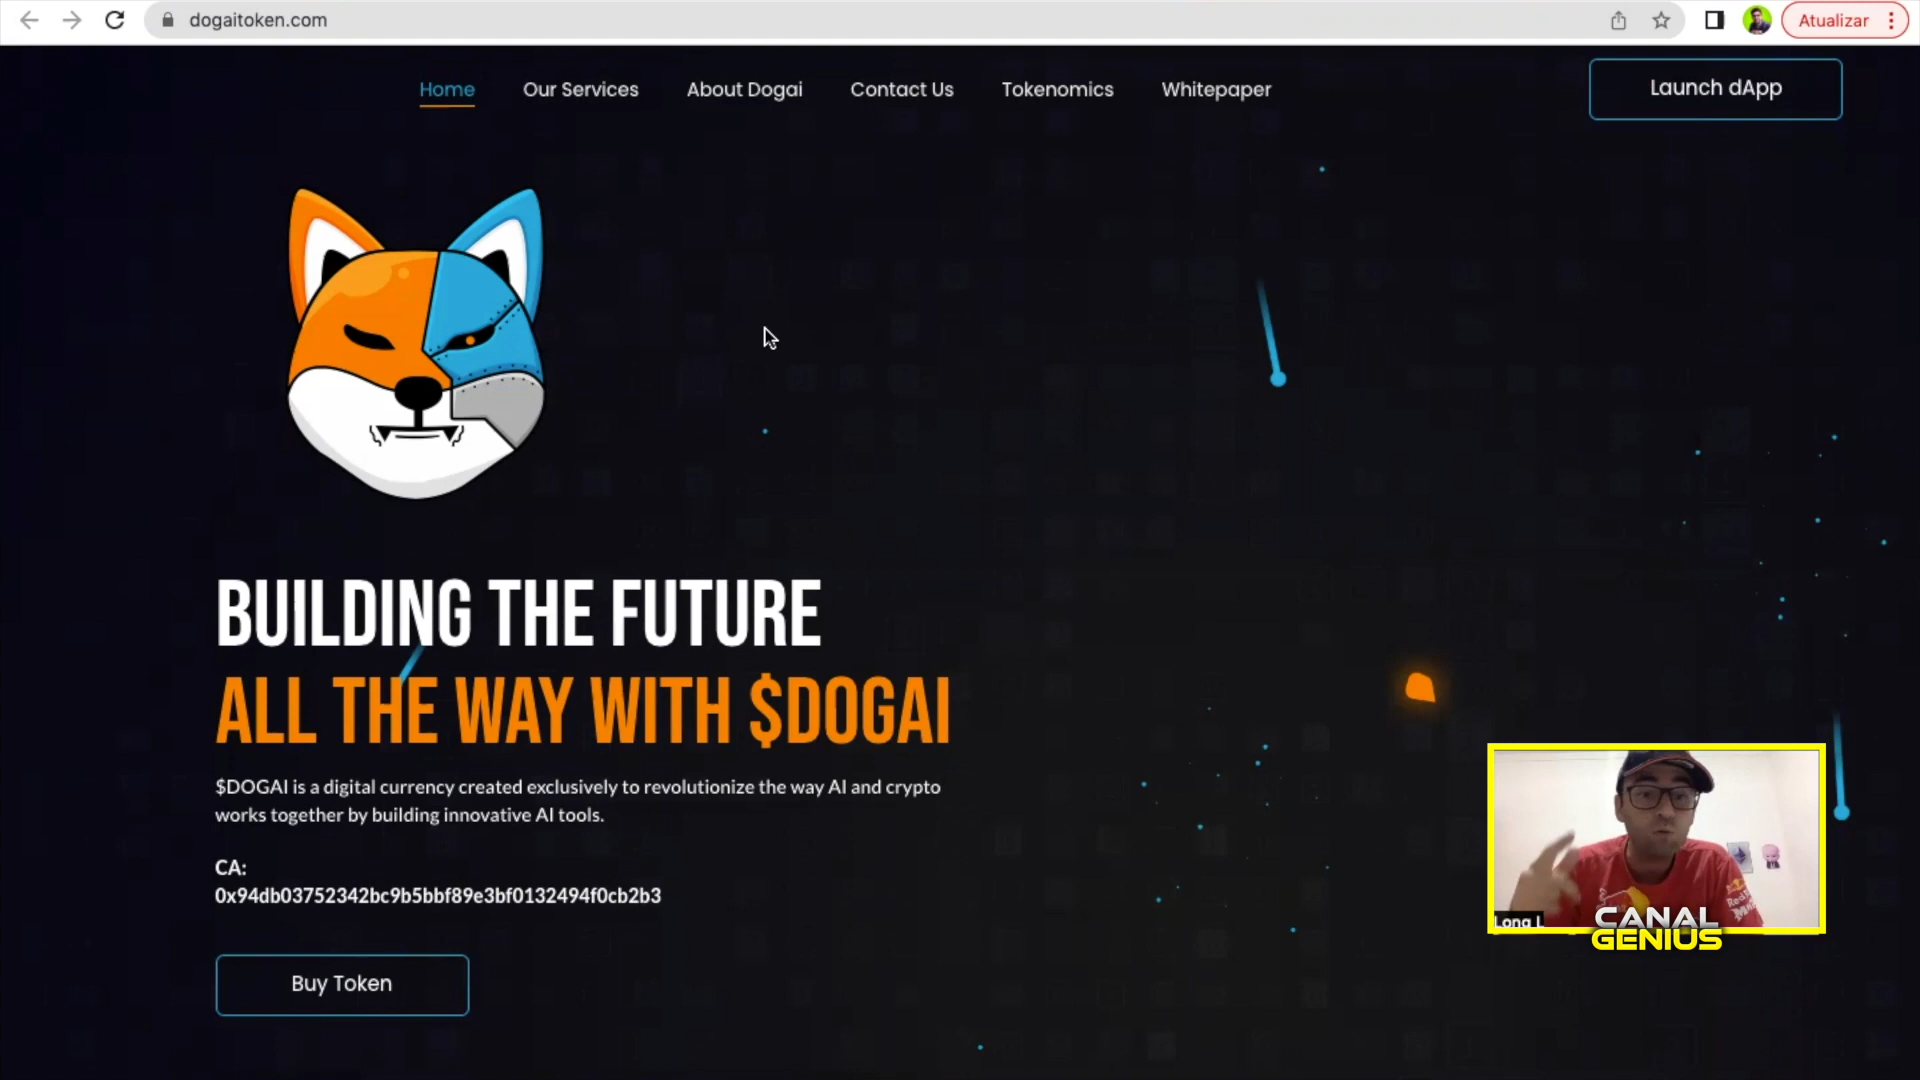 dogaitoken.com
Atualizar
Home
Our Services
About Dogai
Contact Us
Tokenomics
Whitepaper
Launch dApp
BUILDING THE FUTURE
ALL THE WAY WITH $DOGAI
$DOGAI is a digital currency created exclusively to revolutionize the way AI and crypto
works together by building innovative AI tools.
CA:
0x94db03752342bc9b5bbf89e3bf0132494f0cb2b3
Buy Token
Red
CANAL
GENIUS